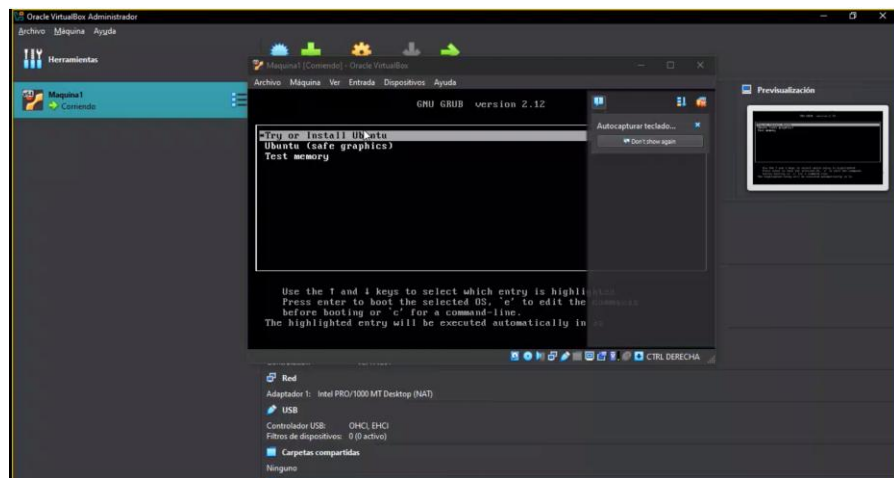 Oracle VirtualBox Administrador
Archivo Máquina Ayuda
Herramientas
Maquina1
Corriendo
Maquina1 [Corriendo] - Oracle VirtualBox
Archivo Máquina Ver Entrada Dispositivos Ayuda
GNU GRUB version 2.12
*Try or Install Ubuntu
Ubuntu (safe graphics)
Test memory
Use the ↑ and ↓ keys to select which entry is
Press enter to boot the selected OS, `e' to edit the commands
before booting or `c' for a command-line.
The highlighted entry will be executed automatically in
Autocapturar teclado...
Don't show again
CTRL DERECHA
Previsualización
Red
Adaptador 1: Intel PRO/1000 MT Desktop (NAT)
USB
Controlador USB: OHCI, EHCI
Filtros de dispositivos: 0 (0 activo)
Carpetas compartidas
Ninguno